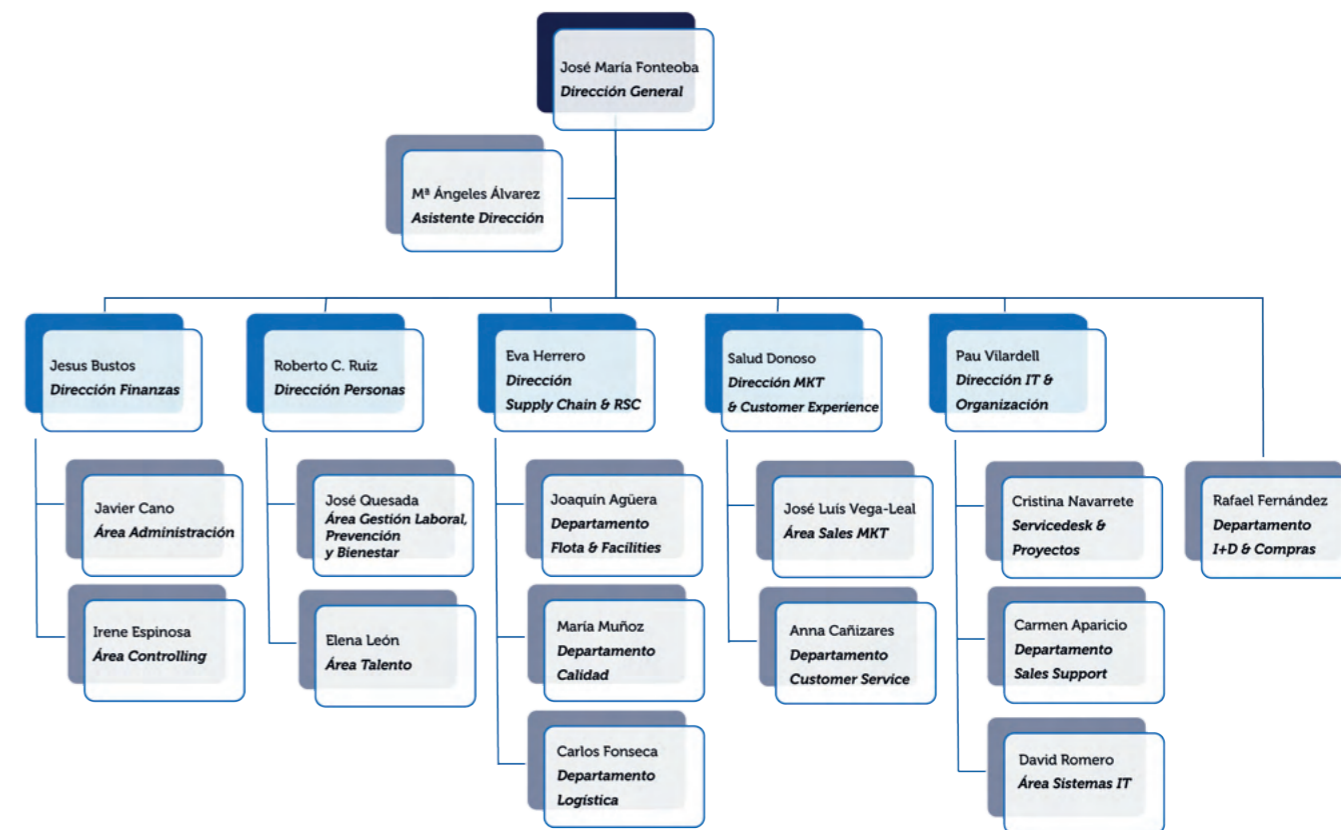 José María Fonteoba
Dirección General
Mª Ángeles Álvarez
Asistente Dirección
Jesus Bustos
Dirección Finanzas
Roberto C. Ruiz
Dirección Personas
Eva Herrero
Dirección
Supply Chain & RSC
Salud Donoso
Dirección MKT
& Customer Experience
Pau Vilardell
Dirección IT &
Organización
Javier Cano
Área Administración
Irene Espinosa
Área Controlling
José Quesada
Área Gestión Laboral,
Prevención
y Bienestar
Elena León
Área Talento
Joaquín Agüera
Departamento
Flota & Facilities
María Muñoz
Departamento
Calidad
Carlos Fonseca
Departamento
Logística
José Luís Vega-Leal
Área Sales MKT
Anna Cañizares
Departamento
Customer Service
Cristina Navarrete
Servicedesk &
Proyectos
Carmen Aparicio
Departamento
Sales Support
David Romero
Área Sistemas IT
Rafael Fernández
Departamento
I+D & Compras